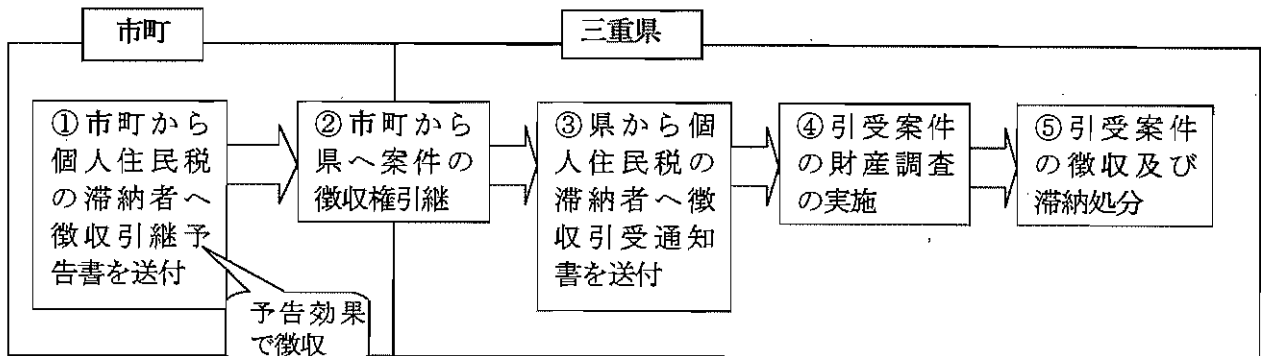 市町
三重県
①市町から
個人住民税
の滞納者へ
徴収引継予
告書を送付
②市町から
県へ案件の
徴収権引継
③県から個
人住民税の
滞納者へ徴
収引受通知
書を送付
④引受案件
の財産調査
の実施
⑤引受案件
の徴収及び
滞納処分
予告効果
で徴収